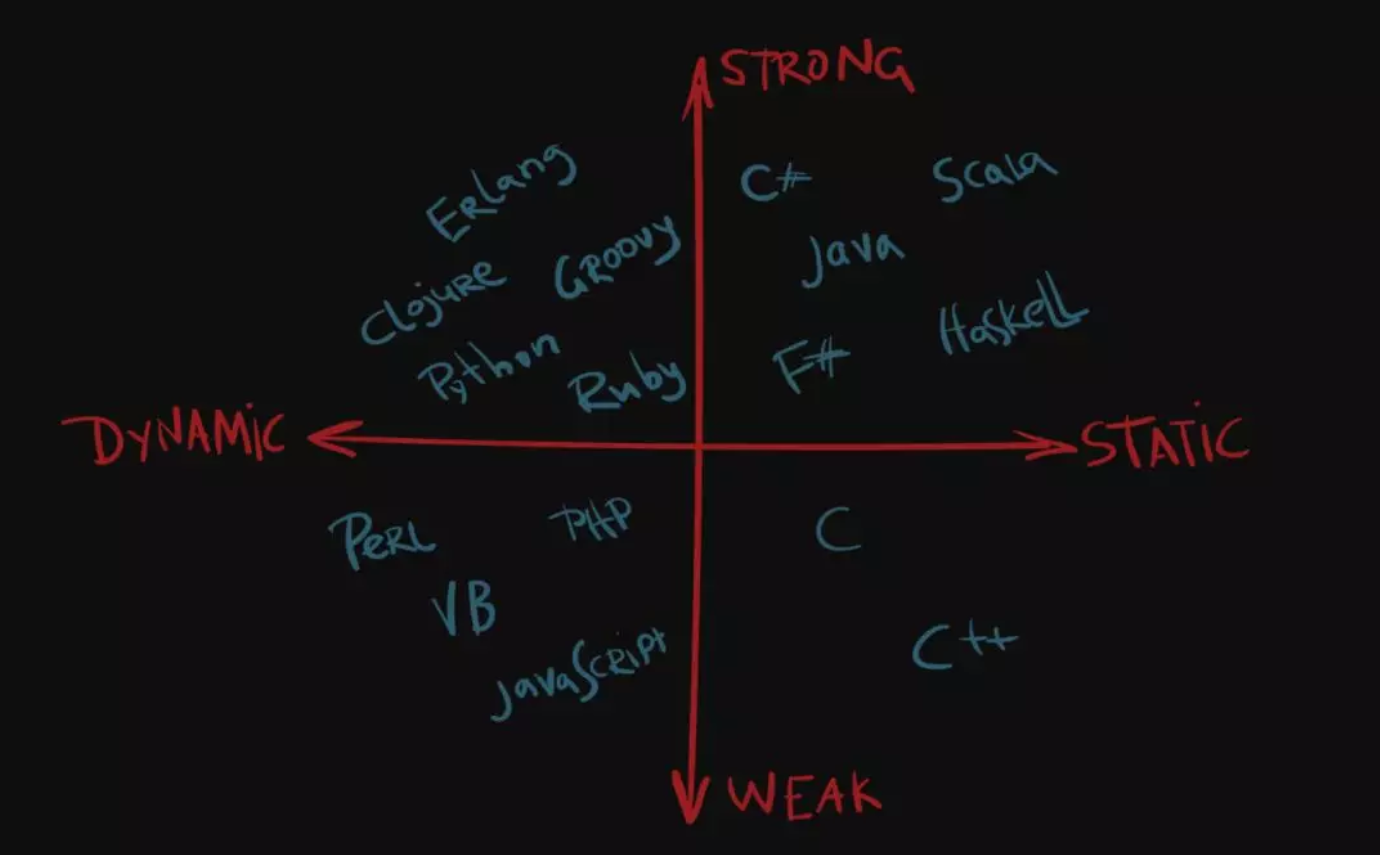 STRONG
Erlang
C#
Scala
Groovy
Java
Clojure
Haskell
Python
Ruby
F#
DYNAMIC
STATIC
Perl
PHP
C
VB
C++
JavaScript
WEAK